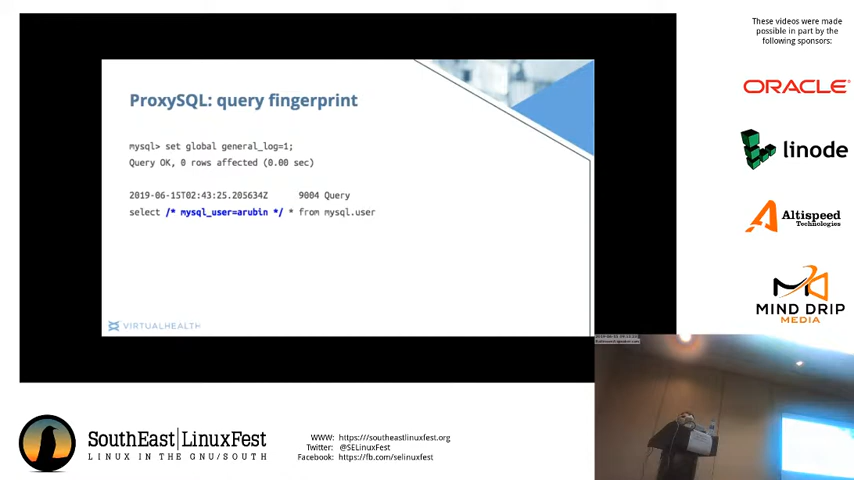 These videos were made
possible in part by the
following sponsors:
ORACLE
linode
Altispeed
Technologies
MIND DRIP
MEDIA
ProxySQL: query fingerprint
mysql> set global general_log=1;
Query OK, 0 rows affected (0.00 sec)
2019-06-15T02:43:25.205634Z 9004 Query
select /* mysql_user=arubin */ * from mysql.user
VIRTUALHEALTH
SouthEast|LinuxFest
LINUX IN THE GNU/SOUTH
WWW: https:///southeastlinuxfest.org
Twitter: @SELinuxFest
Facebook: https://fb.com/selinuxfest